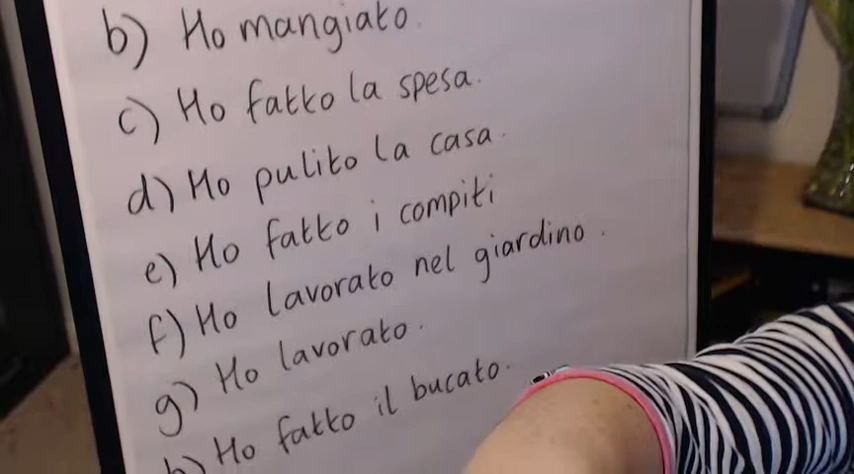 b) Ho mangiato.
c) Ho fatto la spesa.
d) Ho pulito la casa.
e) Ho fatto i compiti
f) Ho lavorato nel giardino.
g) Ho lavorato.
h) Ho fatto il bucato.